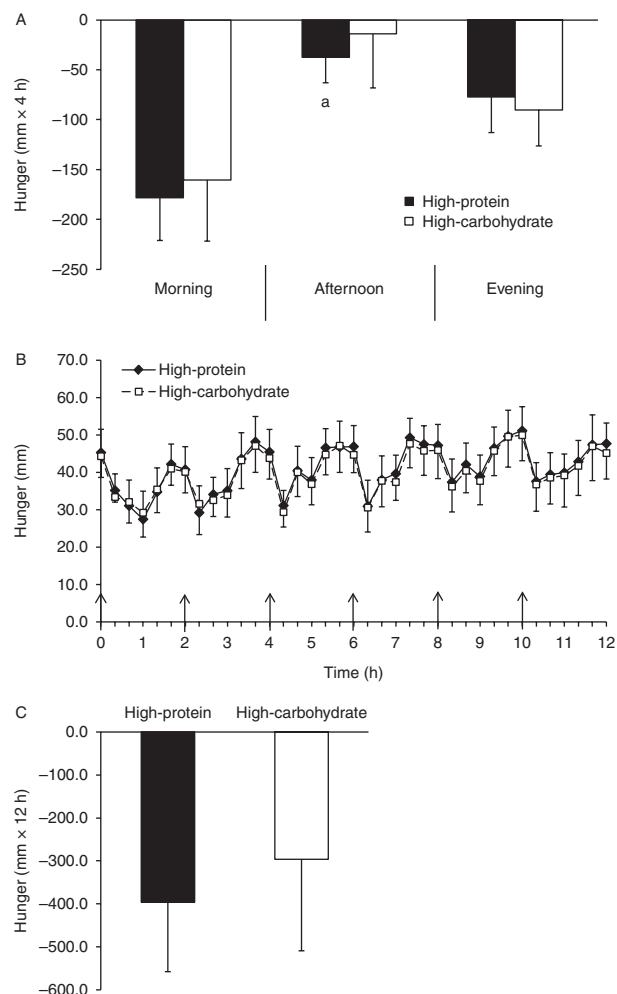 A
0
–50
–100
–150
–200
–250
Hunger (mm × 4 h)
a
High-protein
High-carbohydrate
Morning
Afternoon
Evening
B
70.0
60.0
50.0
40.0
30.0
20.0
10.0
0.0
Hunger (mm)
High-protein
High-carbohydrate
0 1 2 3 4 5 6 7 8 9 10 11 12
Time (h)
C
High-protein High-carbohydrate
0.0
–100.0
–200.0
–300.0
–400.0
–500.0
–600.0
Hunger (mm × 12 h)